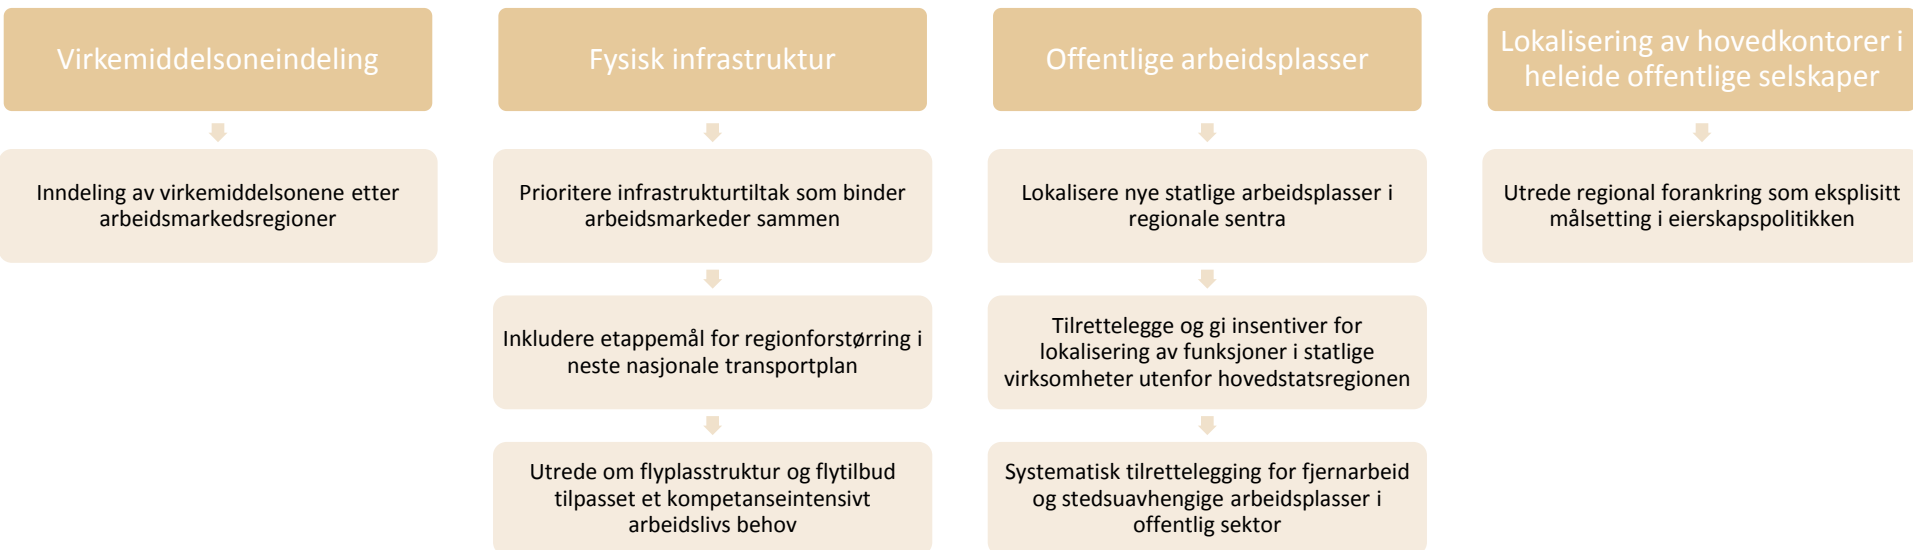 Virkemiddelsoneindeling
Inndeling av virkemiddelsonene etter
arbeidsmarkedsregioner
Fysisk infrastruktur
Prioritere infrastrukturtiltak som binder
arbeidsmarkeder sammen
Inkludere etappemål for regionforstørring i
neste nasjonale transportplan
Utrede om flyplasstruktur og flytilbud
tilpasset et kompetanseintensivt
arbeidslivs behov
Offentlige arbeidsplasser
Lokalisere nye statlige arbeidsplasser i
regionale sentra
Tilrettelegge og gi insentiver for
lokalisering av funksjoner i statlige
virksomheter utenfor hovedstatsregionen
Systematisk tilrettelegging for fjernarbeid
og stedsuavhengige arbeidsplasser i
offentlig sektor
Lokalisering av hovedkontorer i
heleide offentlige selskaper
Utrede regional forankring som eksplisitt
målsetting i eierskapspolitikken